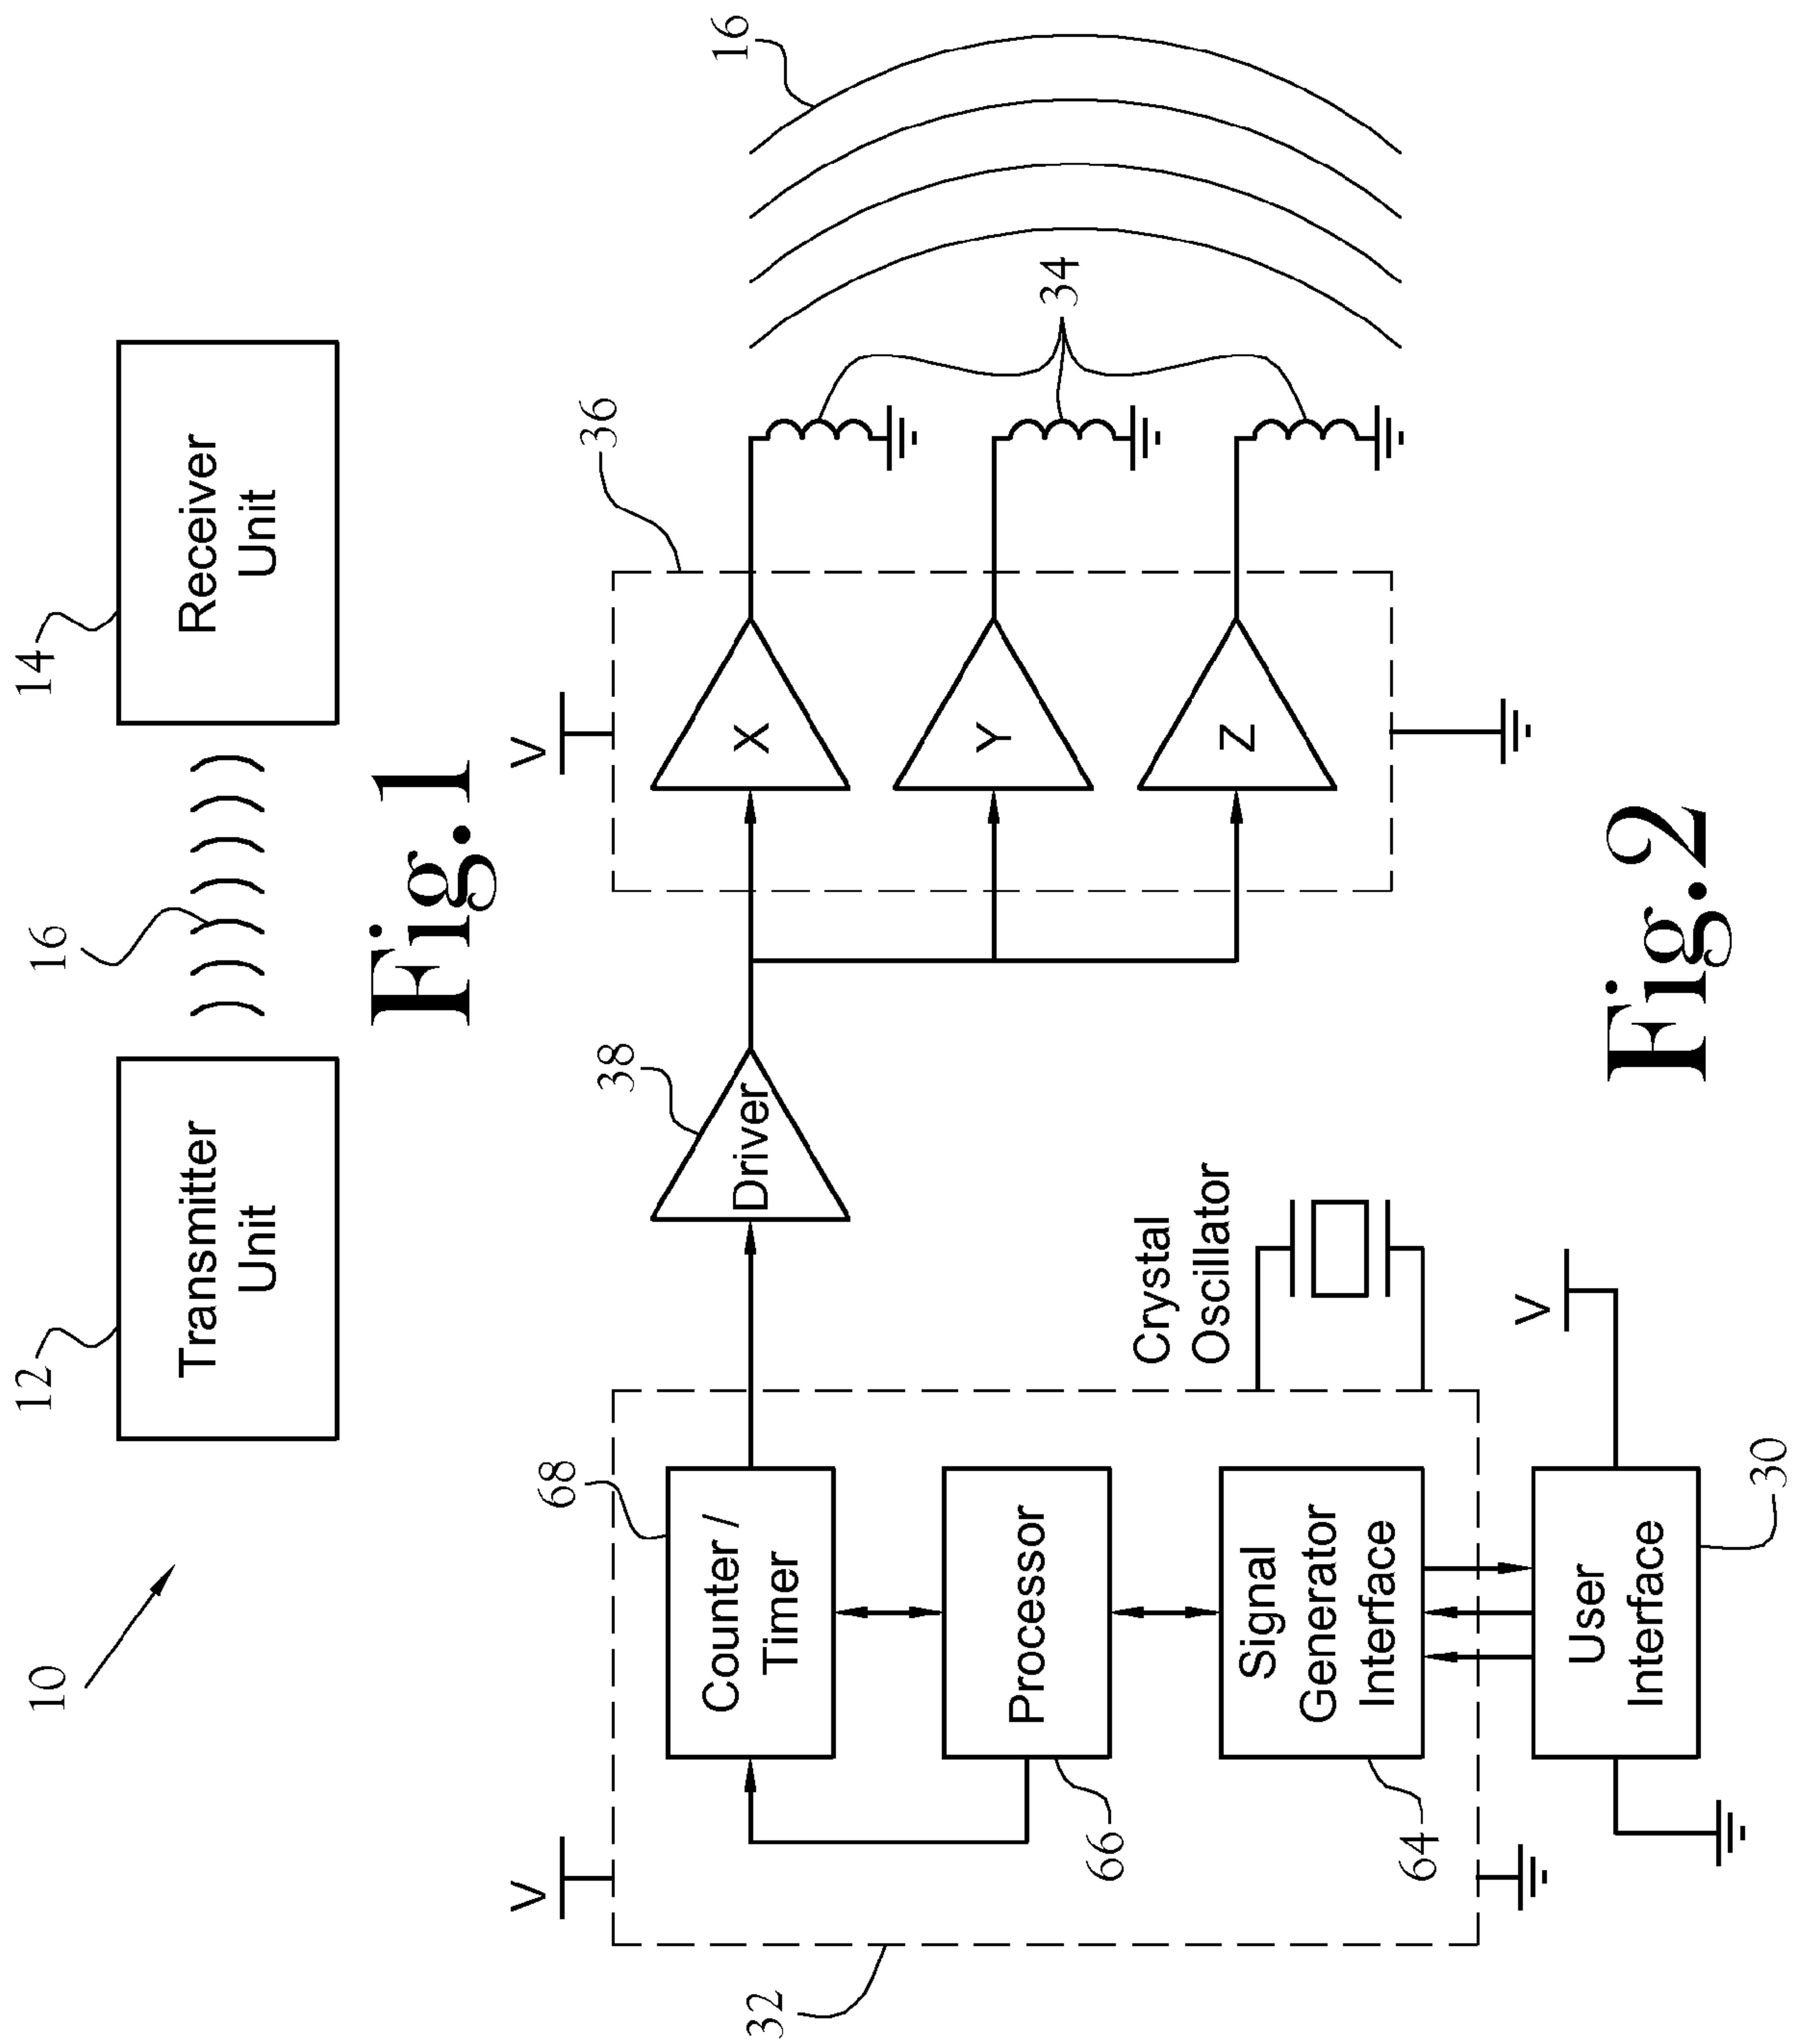 10
12
Transmitter
Unit
16
14
Receiver
Unit
Fig.1
32
V
68
Counter /
Timer
66
Processor
64
Signal
Generator
Interface
User
Interface
30
V
Crystal
Oscillator
38
Driver
V
36
X
Y
Z
34
16
Fig.2